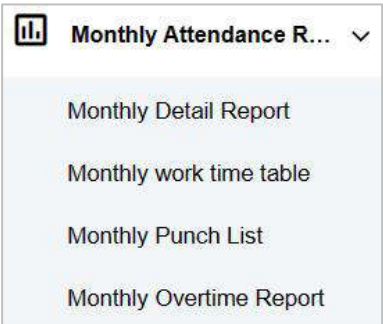 Monthly Attendance R...
Monthly Detail Report
Monthly work time table
Monthly Punch List
Monthly Overtime Report